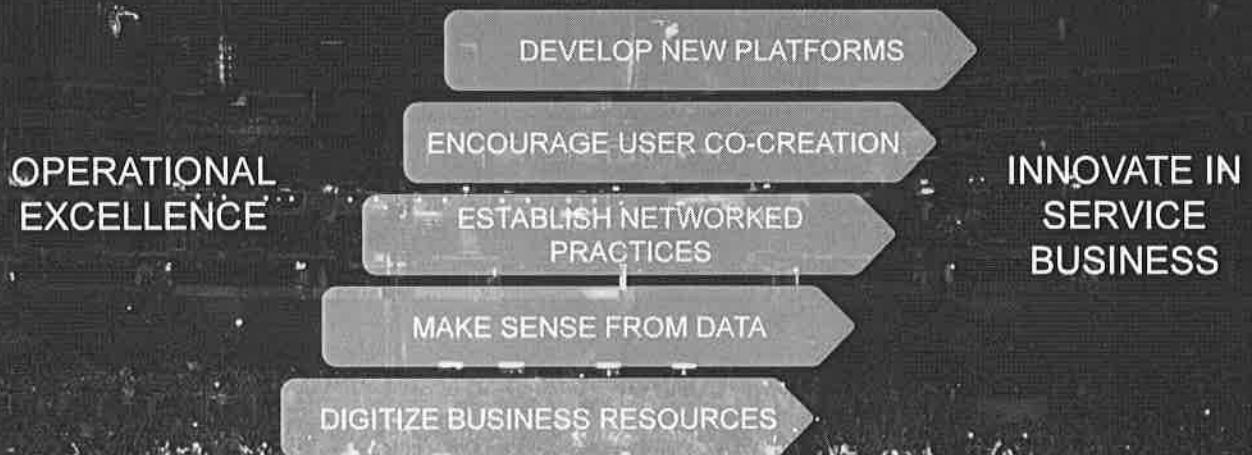 DEVELOP NEW PLATFORMS
ENCOURAGE USER CO-CREATION
OPERATIONAL
EXCELLENCE
ESTABLISH NETWORKED
PRACTICES
INNOVATE IN
SERVICE
BUSINESS
MAKE SENSE FROM DATA
DIGITIZE BUSINESS RESOURCES